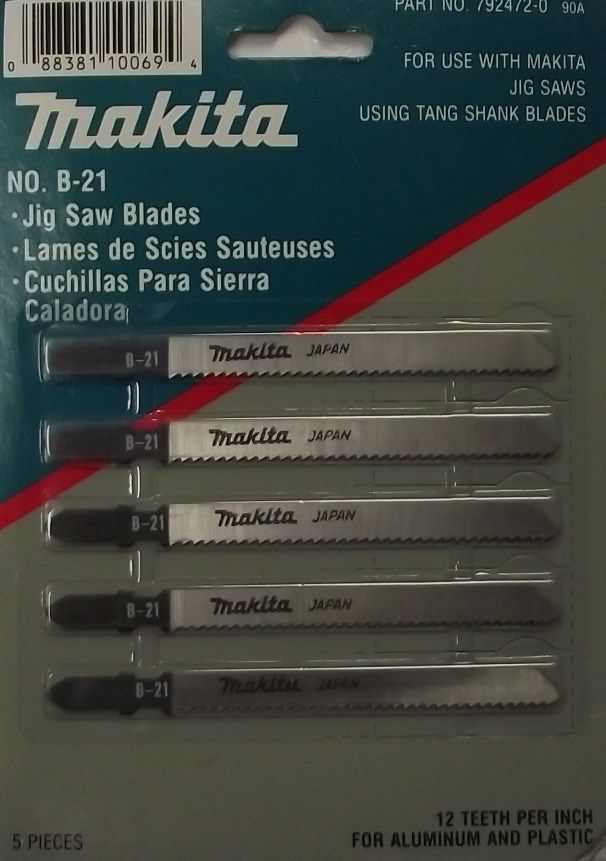 PART NO. 792472-0 90A
0 88381 10069 4
FOR USE WITH MAKITA
JIG SAWS
USING TANG SHANK BLADES
makita
NO. B-21
·Jig Saw Blades
·Lames de Scies Sauteuses
·Cuchillas Para Sierra
Caladora
B-21 makita JAPAN
B-21 makita JAPAN
B-21 makita JAPAN
B-21 makita JAPAN
B-21 makita JAPAN
5 PIECES
12 TEETH PER INCH
FOR ALUMINUM AND PLASTIC